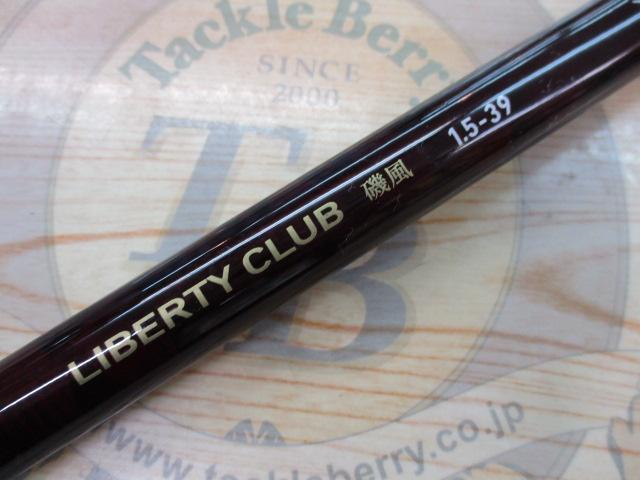 Tackle Berry
SINCE
2000
TB
LIBERTY CLUB 磯風 1.5-39
www.tackleberry.co.jp